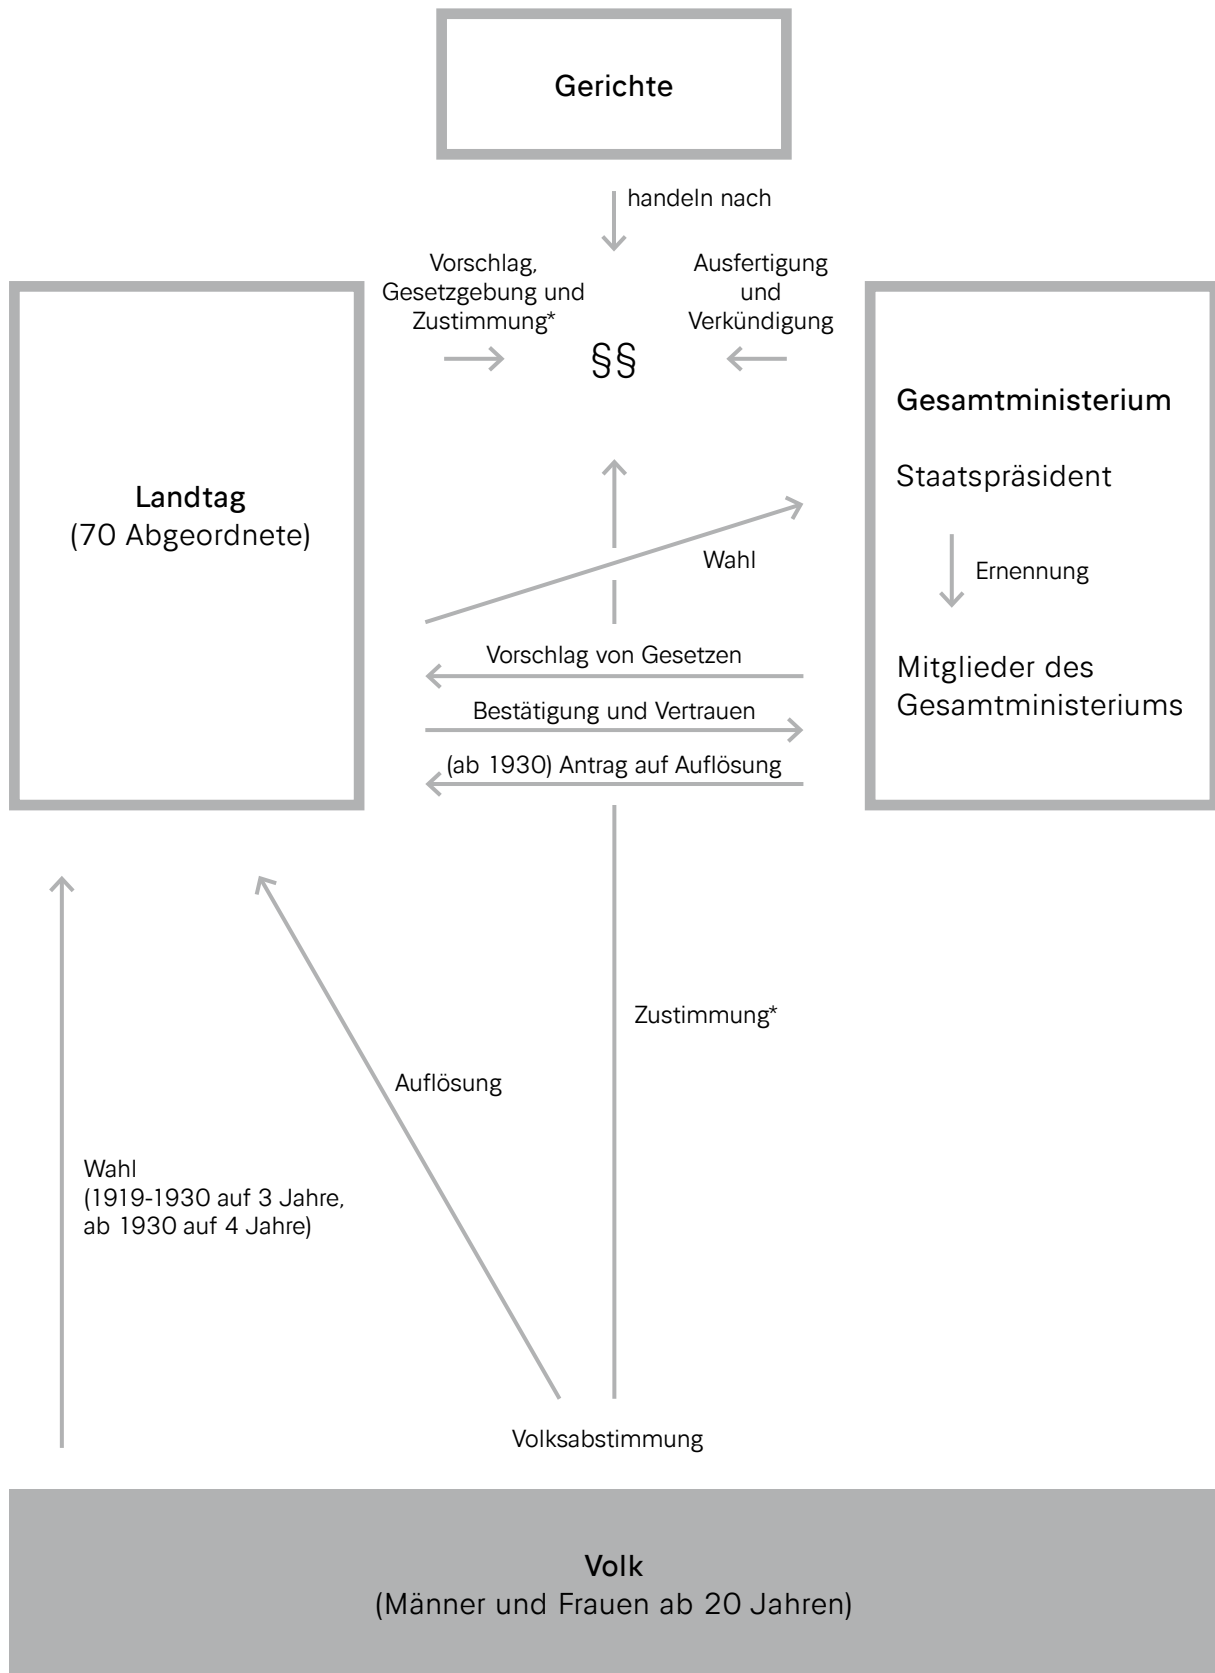 Gerichte
handeln nach
Vorschlag,
Gesetzgebung und
Zustimmung*
Ausfertigung
und
Verkündigung
§§
Landtag
(70 Abgeordnete)
Gesamtministerium
Staatspräsident
Ernennung
Mitglieder des
Gesamtministeriums
Wahl
Vorschlag von Gesetzen
Bestätigung und Vertrauen
(ab 1930) Antrag auf Auflösung
Zustimmung*
Auflösung
Wahl
(1919-1930 auf 3 Jahre,
ab 1930 auf 4 Jahre)
Volksabstimmung
Volk
(Männer und Frauen ab 20 Jahren)